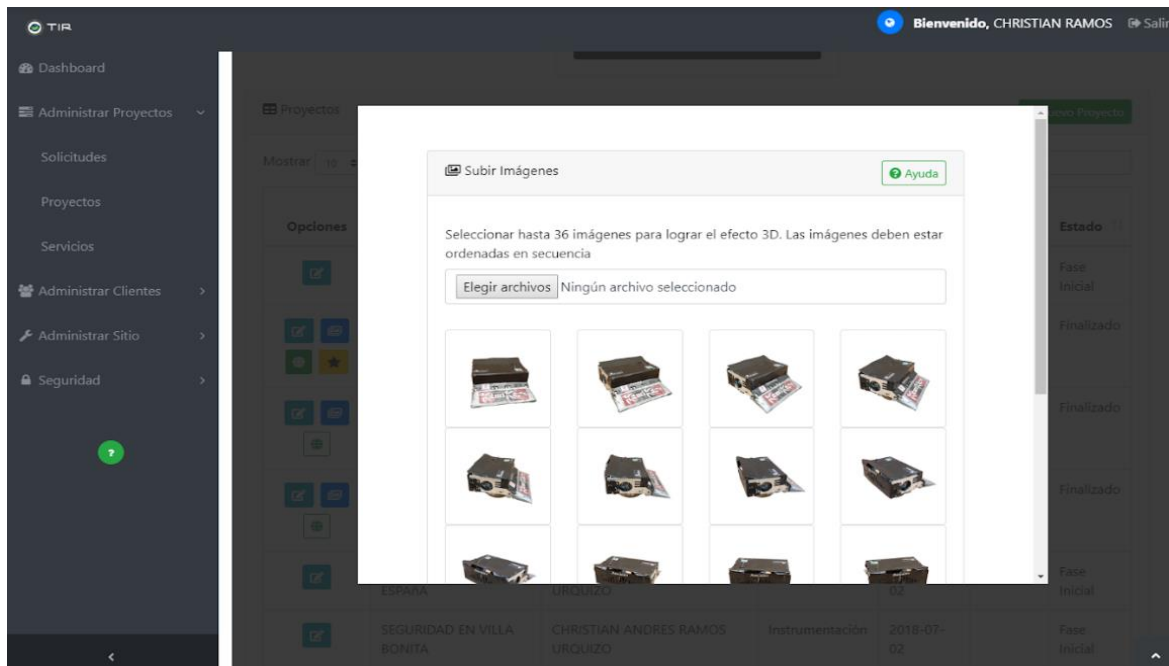 TIR
Bienvenido, CHRISTIAN RAMOS
Salir
Dashboard
Administrar Proyectos
Solicitudes
Proyectos
Servicios
Administrar Clientes
Administrar Sitio
Seguridad
Proyectos
Nuevo Proyecto
Mostrar 10
Subir Imágenes
Ayuda
Seleccionar hasta 36 imágenes para lograr el efecto 3D. Las imágenes deben estar
ordenadas en secuencia
Elegir archivos Ningún archivo seleccionado
Opciones
Estado
Fase
Inicial
Finalizado
Finalizado
Finalizado
ESPAÑA
URQUIZO
02
Fase
Inicial
SEGURIDAD EN VILLA
BONITA
CHRISTIAN ANDRES RAMOS
URQUIZO
Instrumentación
2018-07-
02
Fase
Inicial